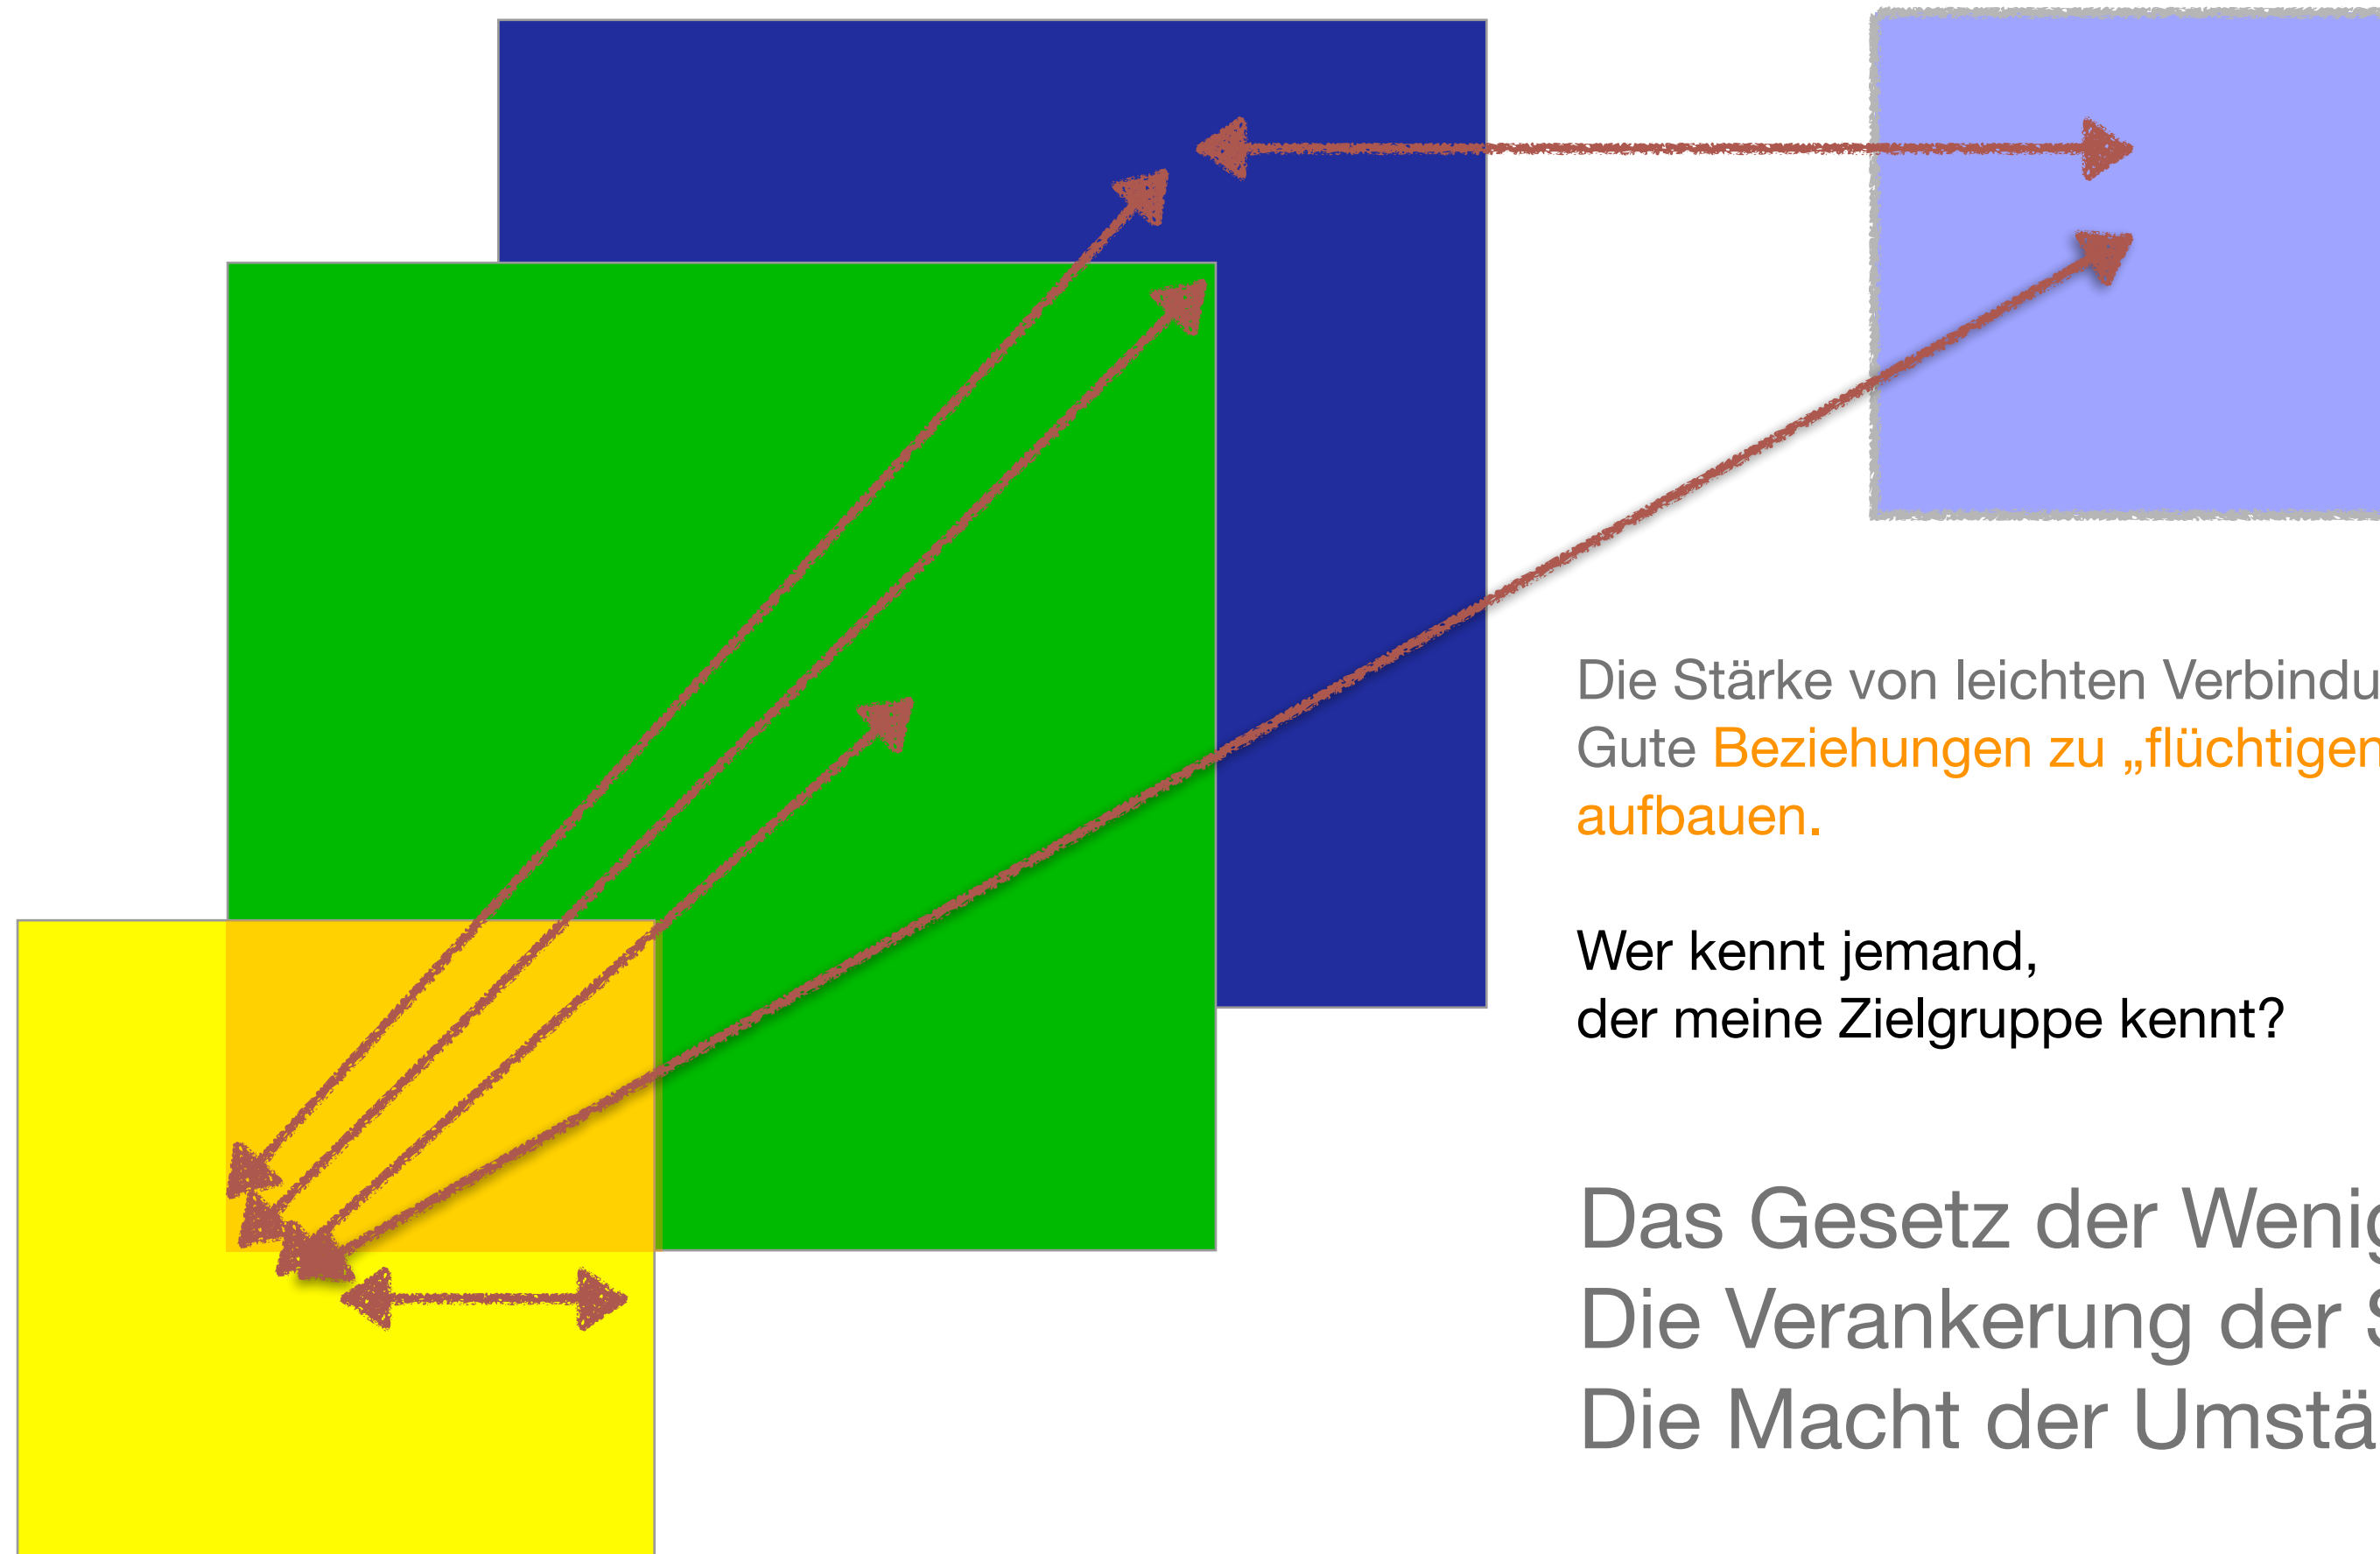 Die Stärke von leichten
Gute Beziehungen zu
aufbauen.
Wer kennt jemand,
der meine Zielgruppe kennt?
Das Gesetz der
Die Verankerung der
Die Macht der